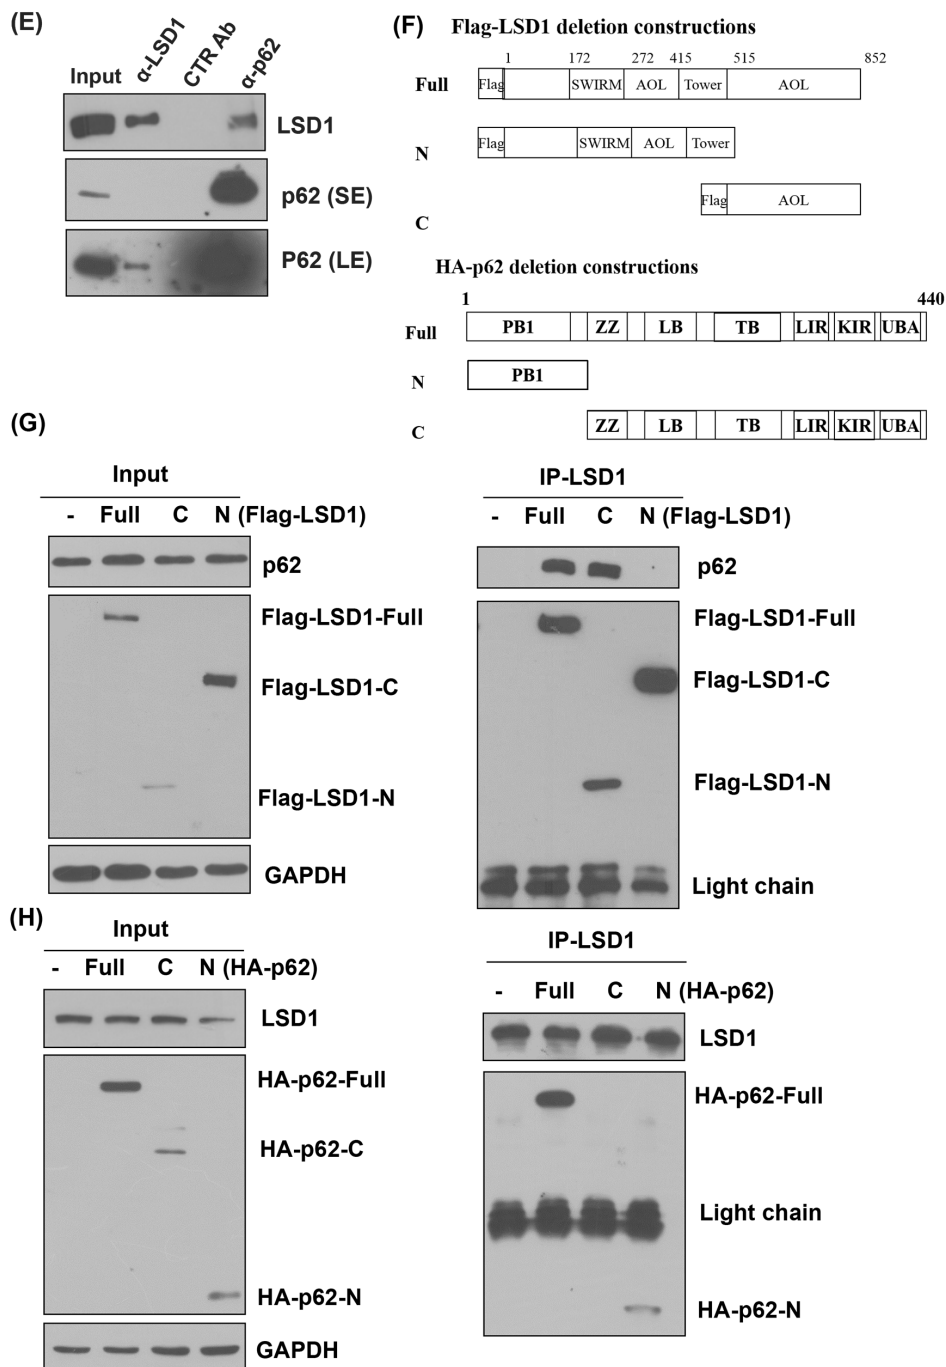 (E)
Input α-LSD1 CTR Ab α-p62
LSD1
p62 (SE)
P62 (LE)
(F) Flag-LSD1 deletion constructions
1 172 272 415 515 852
Full Flag SWIRM AOL Tower AOL
N Flag SWIRM AOL Tower
C Flag AOL
HA-p62 deletion constructions
1 440
Full PB1 ZZ LB TB LIR KIR UBA
N PB1
C ZZ LB TB LIR KIR UBA
(G)
Input
- Full C N (Flag-LSD1)
p62
Flag-LSD1-Full
Flag-LSD1-C
Flag-LSD1-N
GAPDH
IP-LSD1
- Full C N (Flag-LSD1)
p62
Flag-LSD1-Full
Flag-LSD1-C
Flag-LSD1-N
Light chain
(H)
Input
- Full C N (HA-p62)
LSD1
HA-p62-Full
HA-p62-C
HA-p62-N
GAPDH
IP-LSD1
- Full C N (HA-p62)
LSD1
HA-p62-Full
Light chain
HA-p62-N